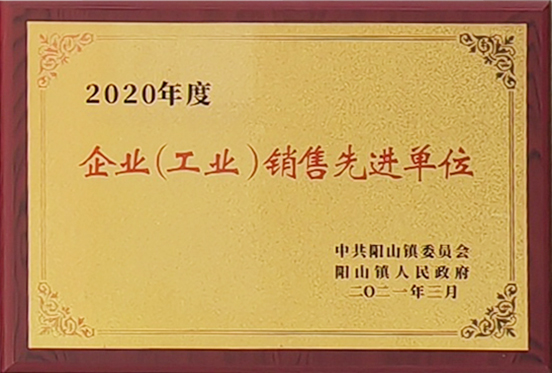 2020年度
企业(工业)销售先进单位
中共阳山镇委员会
阳山镇人民政府
二〇二一年三月